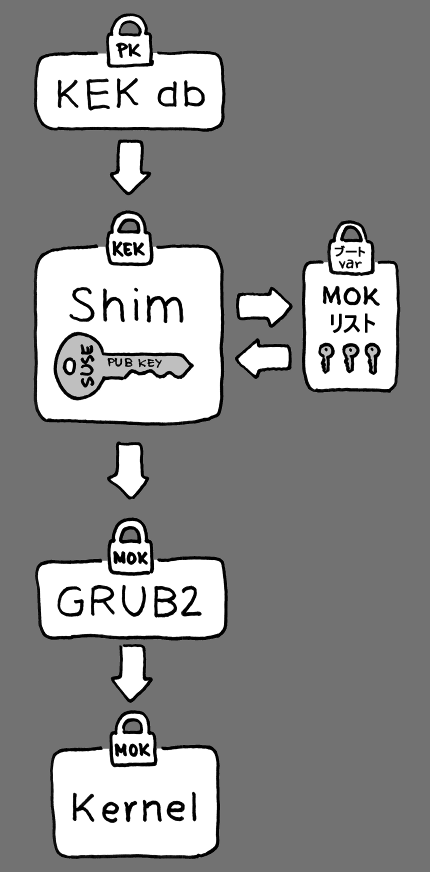 PK
KEK db
KEK
Shim
SUSE
PUB KEY
ブート
var
MOK
リスト
MOK
GRUB2
MOK
Kernel